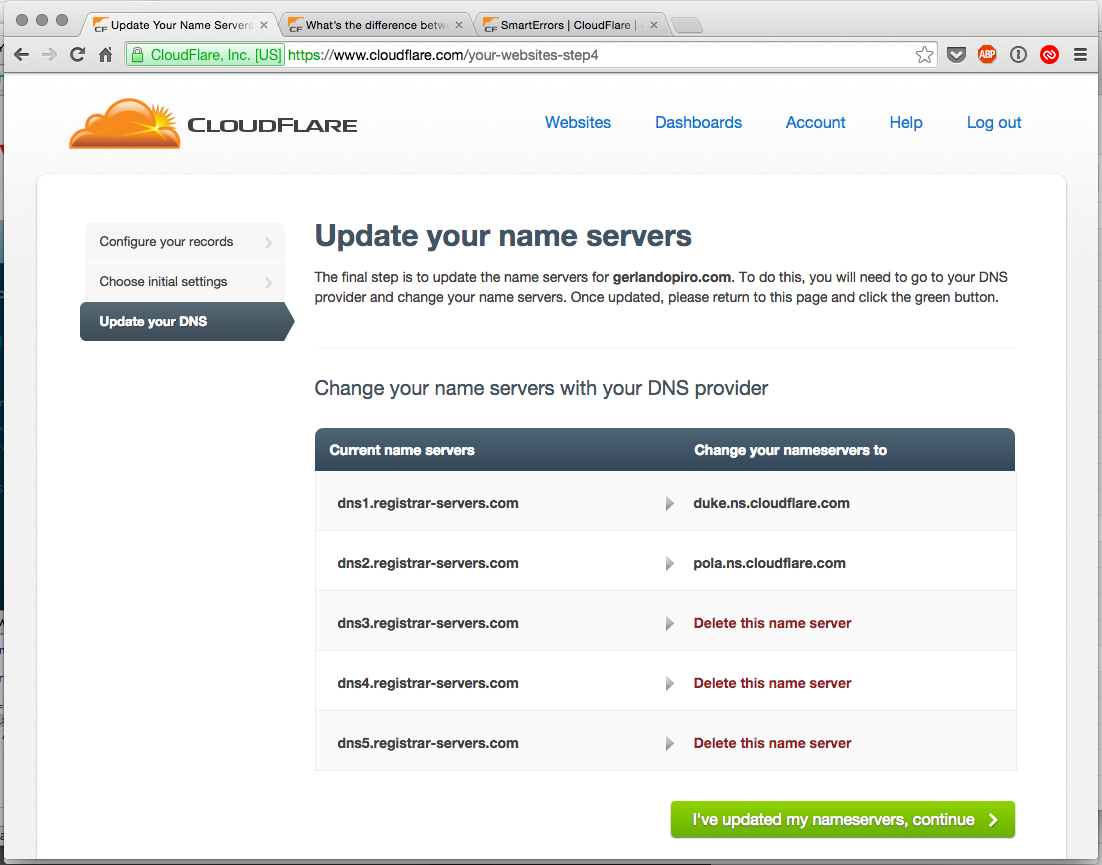 Update Your Name Servers
What's the difference betw
SmartErrors | CloudFlare |
CloudFlare, Inc. [US] https://www.cloudflare.com/your-websites-step4
ABP
CLOUDFLARE
Websites Dashboards Account Help Log out
Configure your records
Choose initial settings
Update your DNS
Update your name servers
The final step is to update the name servers for gerlandopiro.com. To do this, you will need to go to your DNS
provider and change your name servers. Once updated, please return to this page and click the green button.
Change your name servers with your DNS provider
Current name servers Change your nameservers to
dns1.registrar-servers.com duke.ns.cloudflare.com
dns2.registrar-servers.com pola.ns.cloudflare.com
dns3.registrar-servers.com Delete this name server
dns4.registrar-servers.com Delete this name server
dns5.registrar-servers.com Delete this name server
I've updated my nameservers, continue